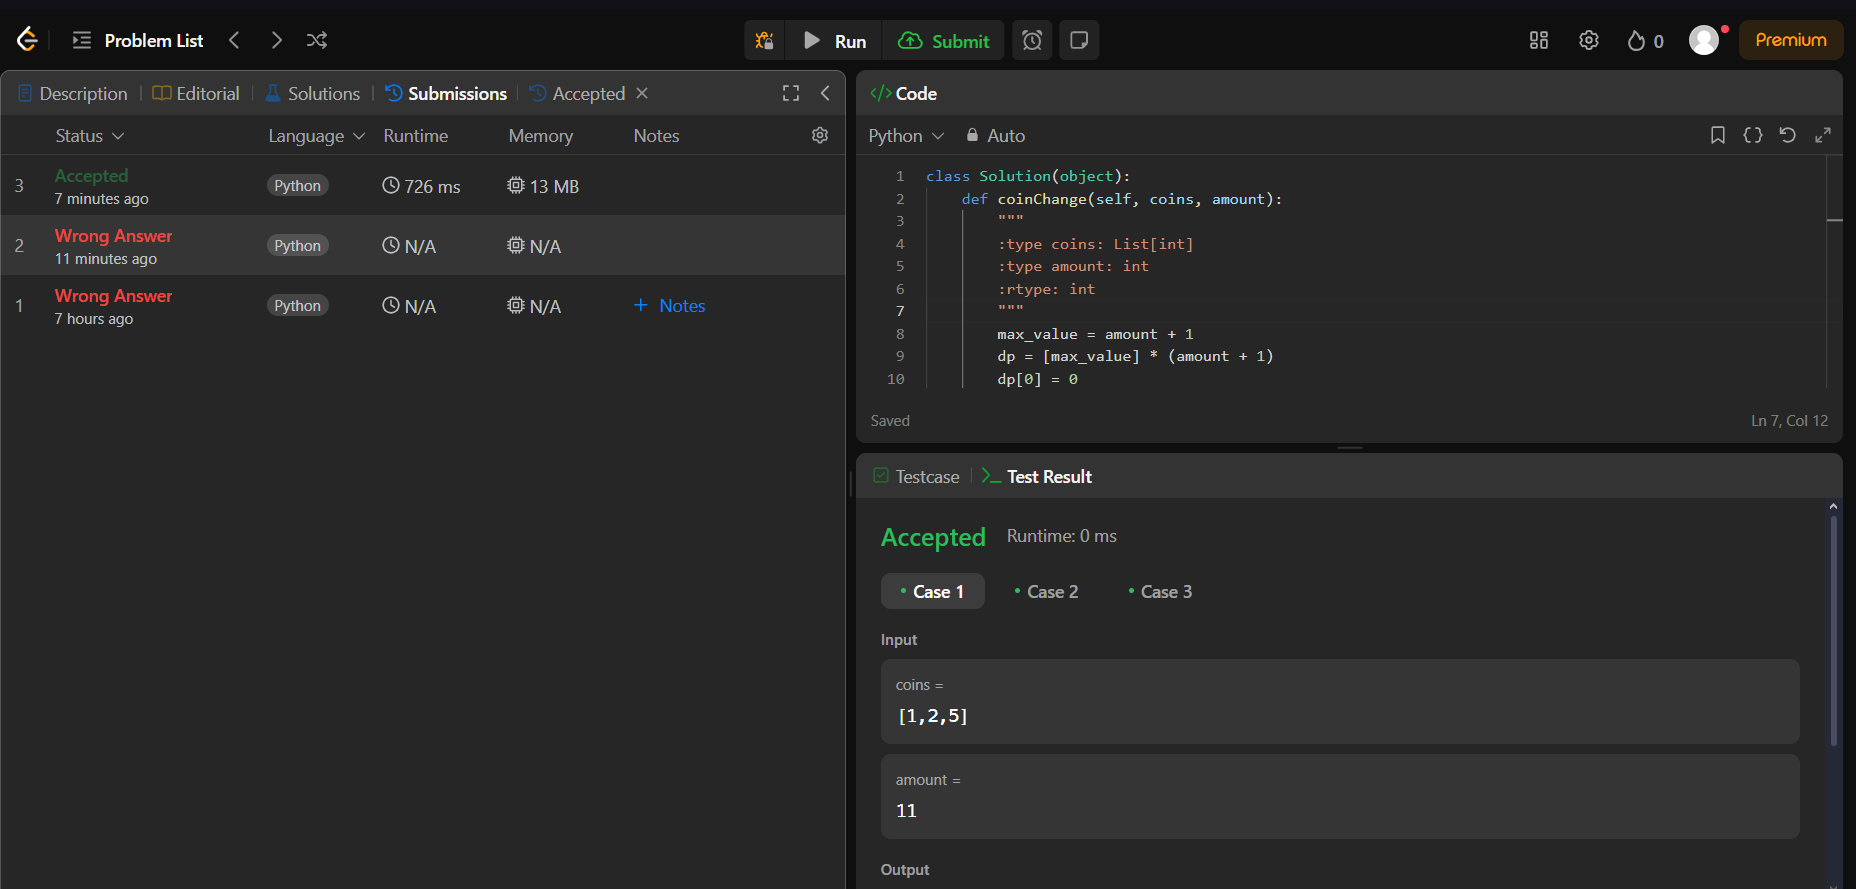 Problem List
Run
Submit
0
Premium
Description
Editorial
Solutions
Submissions
Accepted
Status
Language
Runtime
Memory
Notes
3
Accepted
7 minutes ago
Python
726 ms
13 MB
2
Wrong Answer
11 minutes ago
Python
N/A
N/A
1
Wrong Answer
7 hours ago
Python
N/A
N/A
+ Notes
</> Code
Python
Auto
1 class Solution(object):
2 def coinChange(self, coins, amount):
3 """
4 :type coins: List[int]
5 :type amount: int
6 :rtype: int
7 """
8 max_value = amount + 1
9 dp = [max_value] * (amount + 1)
10 dp[0] = 0
Saved
Ln 7, Col 12
Testcase
>_ Test Result
Accepted
Runtime: 0 ms
• Case 1
• Case 2
• Case 3
Input
coins =
[1,2,5]
amount =
11
Output